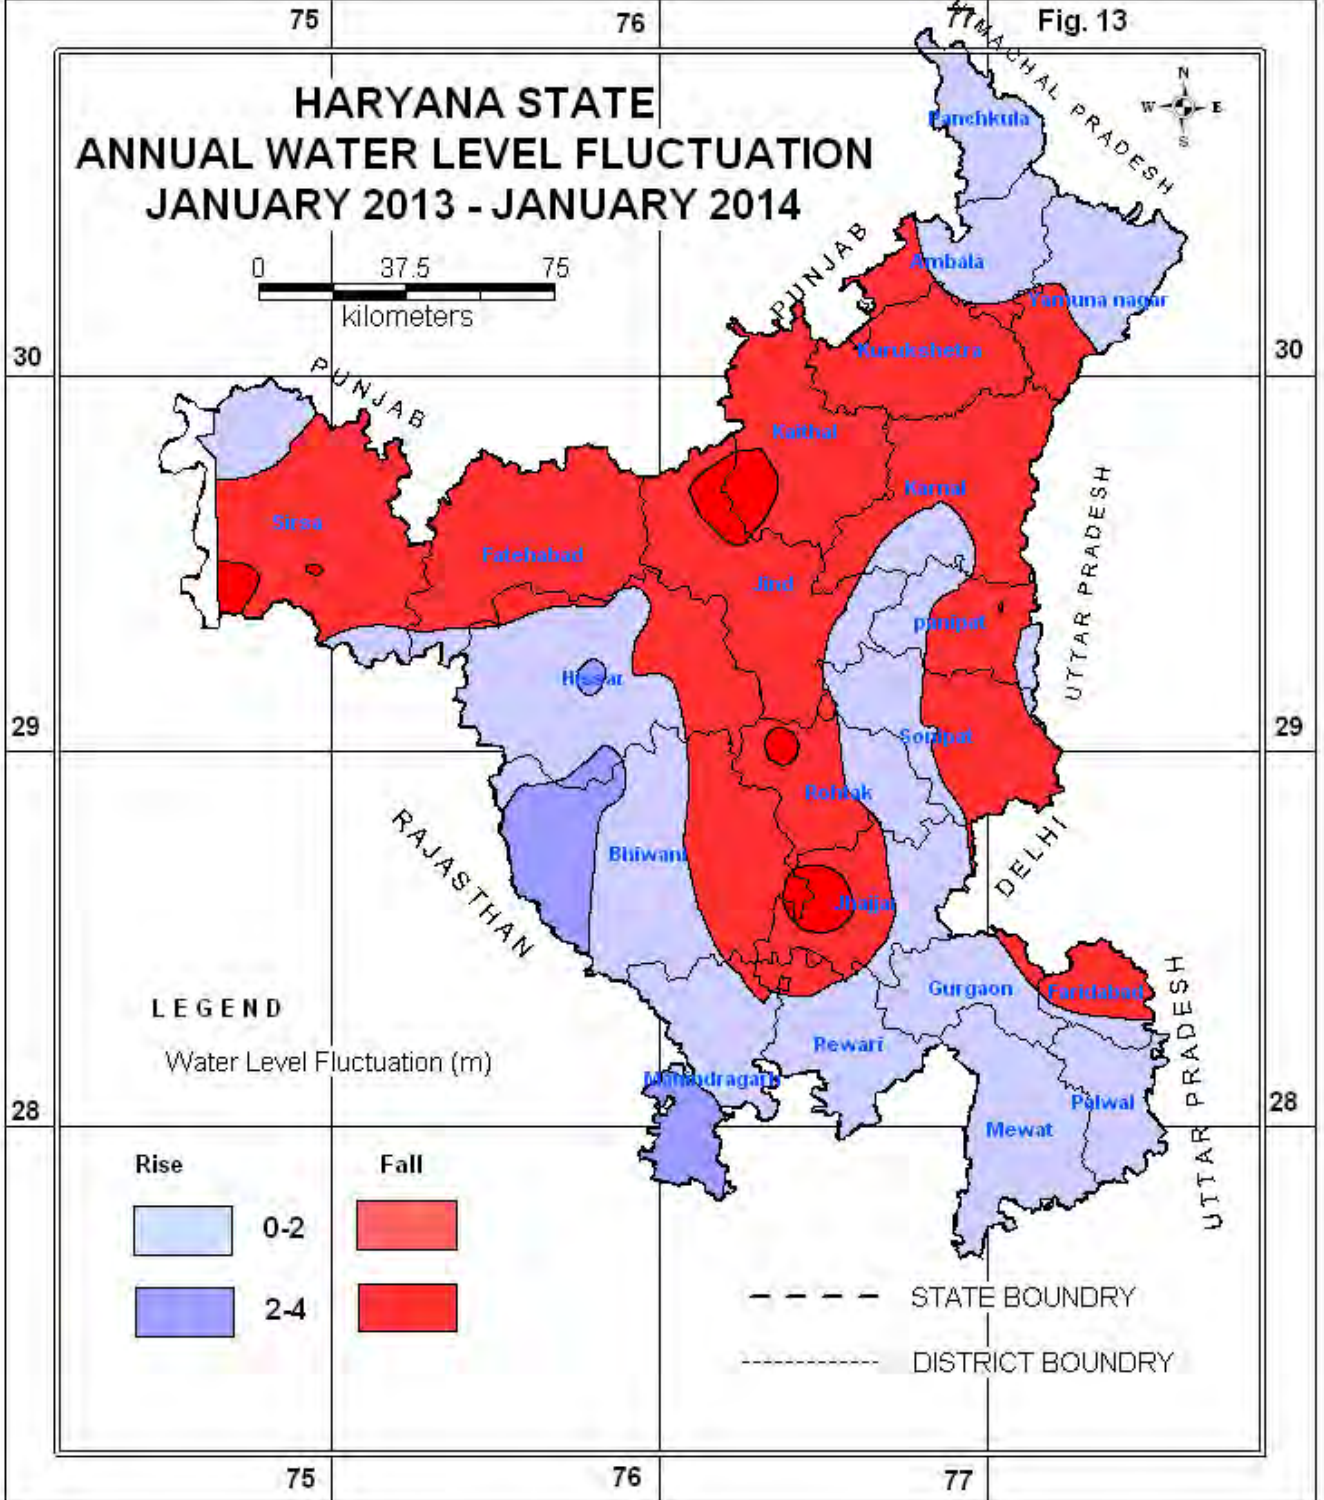 75
76
77
Fig. 13
HIMACHAL PRADESH
HARYANA STATE
ANNUAL WATER LEVEL FLUCTUATION
JANUARY 2013 - JANUARY 2014
0 37.5 75
kilometers
N
W E
S
Panchkula
PUNJAB
Ambala
Yamuna nagar
30
30
PUNJAB
Kurukshetra
Kaithal
Karnal
Sirsa
Fatehabad
Jind
panipat
UTTAR PRADESH
Hissar
29
29
Sonipat
Rohtak
RAJASTHAN
Bhiwani
DELHI
Jhajjar
Gurgaon
Faridabad
UTTAR PRADESH
LEGEND
Water Level Fluctuation (m)
Rewari
Mahindragarh
28
28
Palwal
Mewat
Rise Fall
0-2
2-4
STATE BOUNDRY
DISTRICT BOUNDRY
75
76
77